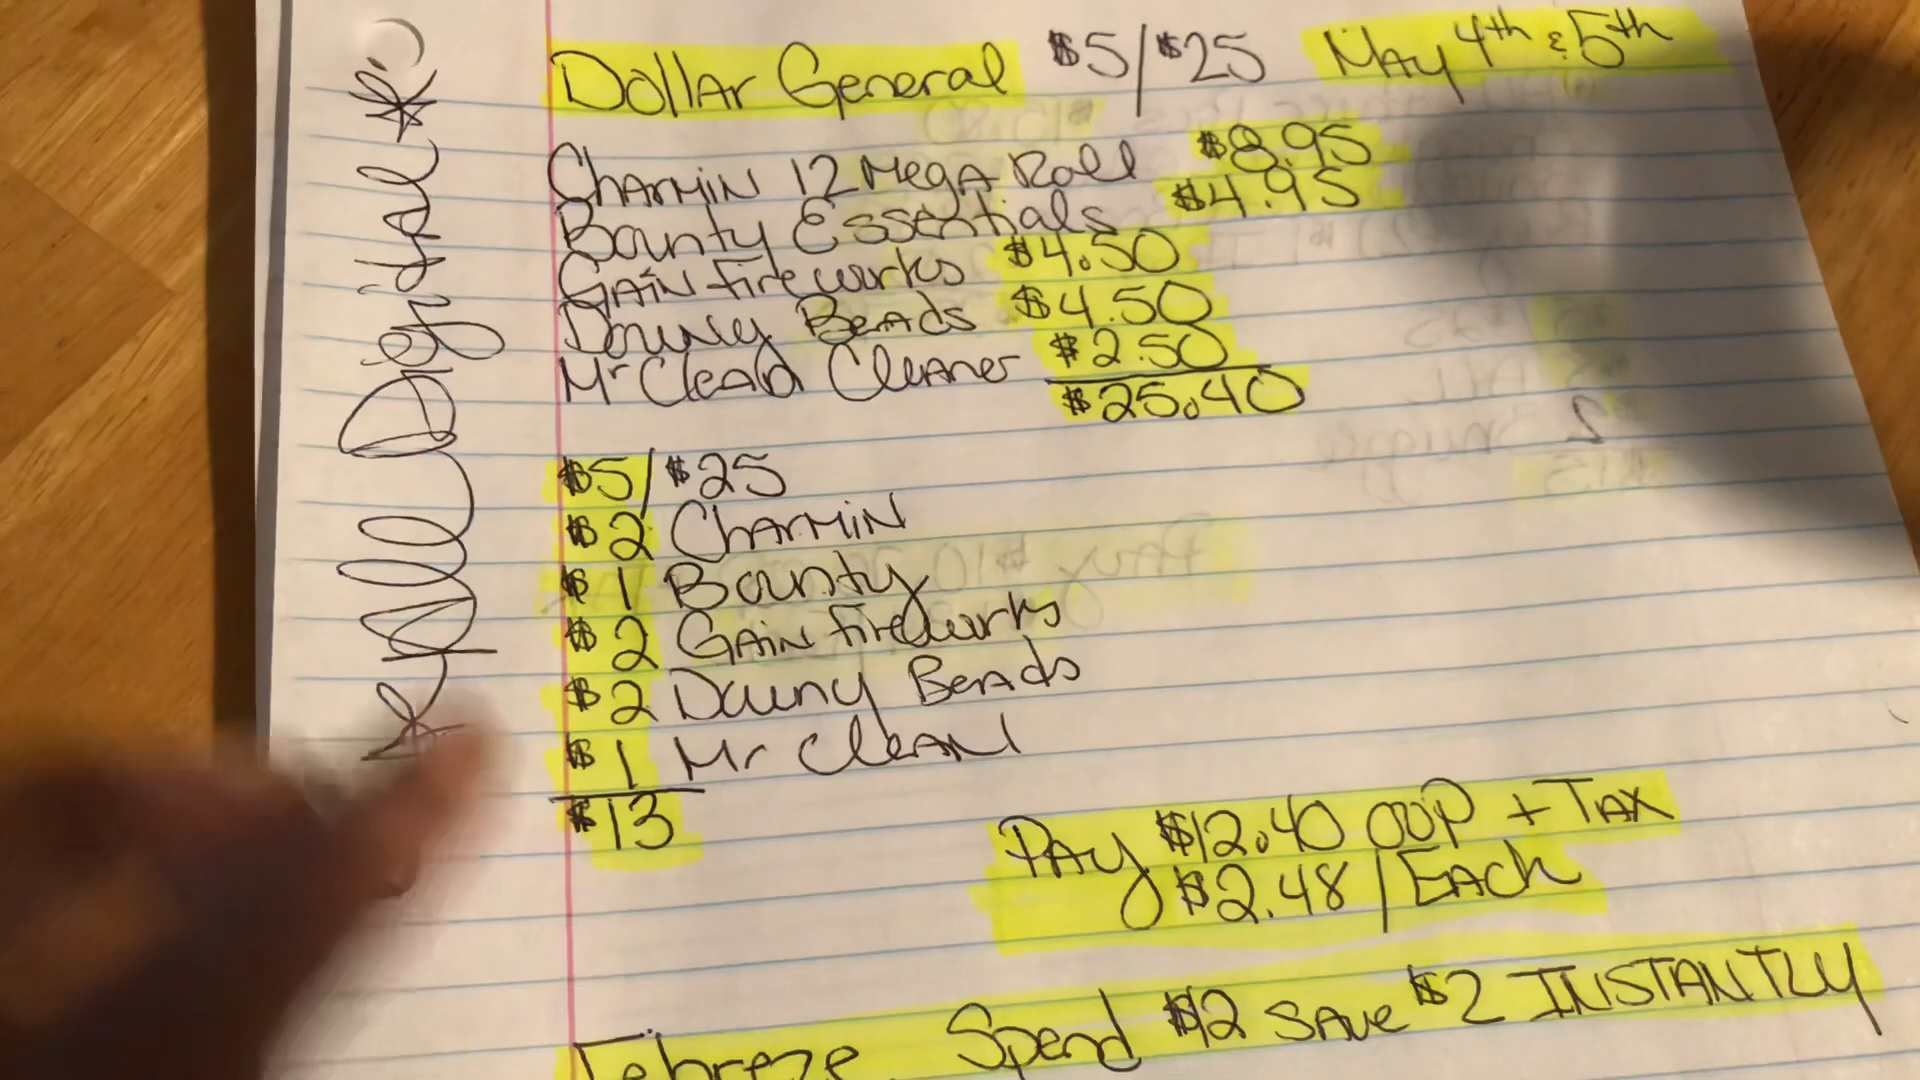 Dollar General $5/$25 May 4th & 5th
Charmin 12 Mega Roll $8.95
Bounty Essentials $4.95
Gain Fireworks $4.50
Downy Beads $4.50
Mr Clean Cleaner $2.50
$25.40
$5/$25
$2 Charmin
$1 Bounty
$2 Gain Fireworks
$2 Downy Beads
$1 Mr Clean
$13
Pay $12.40 OOP + Tax
$2.48/Each
Febreze Spend $12 Save $2 INSTANTLY
*All Digital*